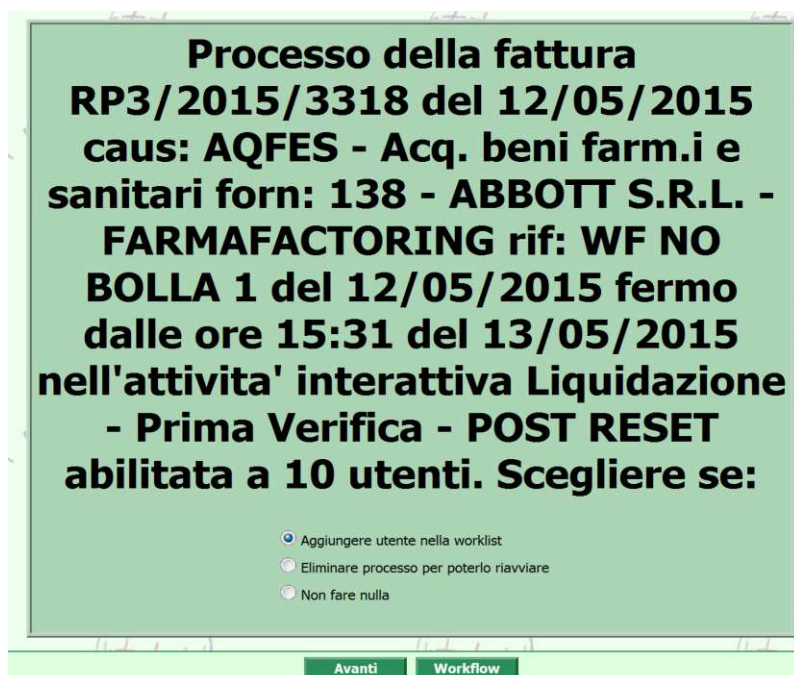 Processo della fattura
RP3/2015/3318 del 12/05/2015
caus: AQFES - Acq. beni farm.i e
sanitari forn: 138 - ABBOTT S.R.L. -
FARMAFACTORING rif: WF NO
BOLLA 1 del 12/05/2015 fermo
dalle ore 15:31 del 13/05/2015
nell'attivita' interattiva Liquidazione
- Prima Verifica - POST RESET
abilitata a 10 utenti. Scegliere se:
Aggiungere utente nella worklist
Eliminare processo per poterlo riavviare
Non fare nulla
Avanti Workflow